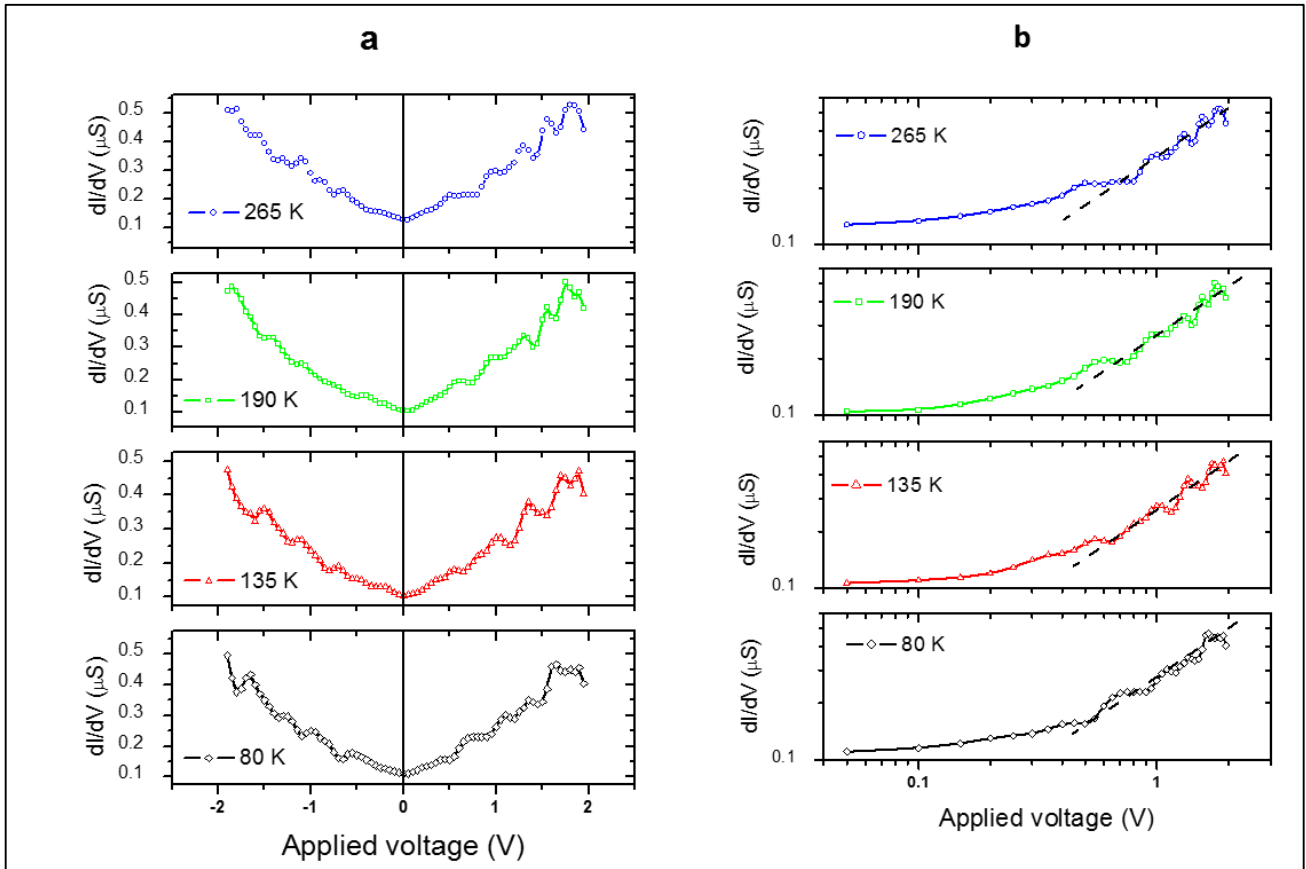 a
dI/dV (µS)
0.5
0.4
0.3
0.2
0.1
265 K
dI/dV (µS)
0.5
0.4
0.3
0.2
0.1
190 K
dI/dV (µS)
0.5
0.4
0.3
0.2
0.1
135 K
dI/dV (µS)
0.5
0.4
0.3
0.2
0.1
80 K
-2 -1 0 1 2
Applied voltage (V)
b
dI/dV (µS)
265 K
0.1
dI/dV (µS)
190 K
0.1
dI/dV (µS)
135 K
0.1
dI/dV (µS)
80 K
0.1
0.1 1
Applied voltage (V)